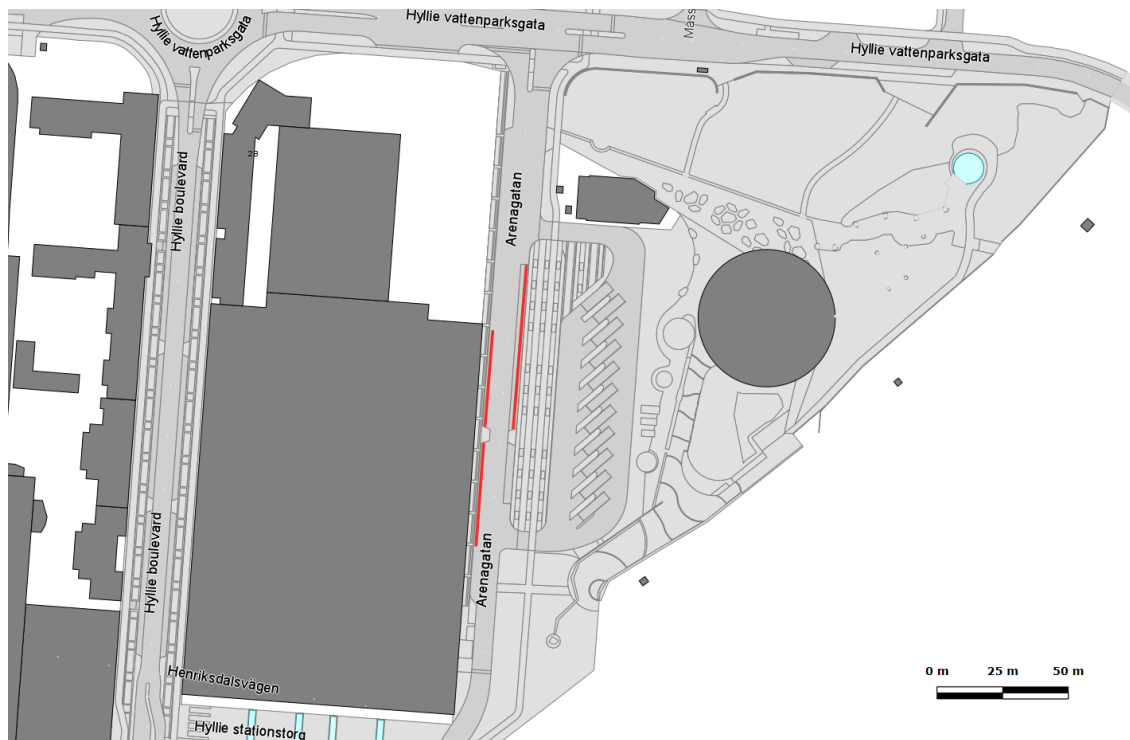 Hyllie vattenparksgata
Hyllie vattenparksgata
Mäss
Hyllie vattenparksgata
28
Hyllie boulevard
Arenagatan
Hyllie boulevard
Arenagatan
Henriksdalsvägen
Hyllie stationstorg
0 m 25 m 50 m